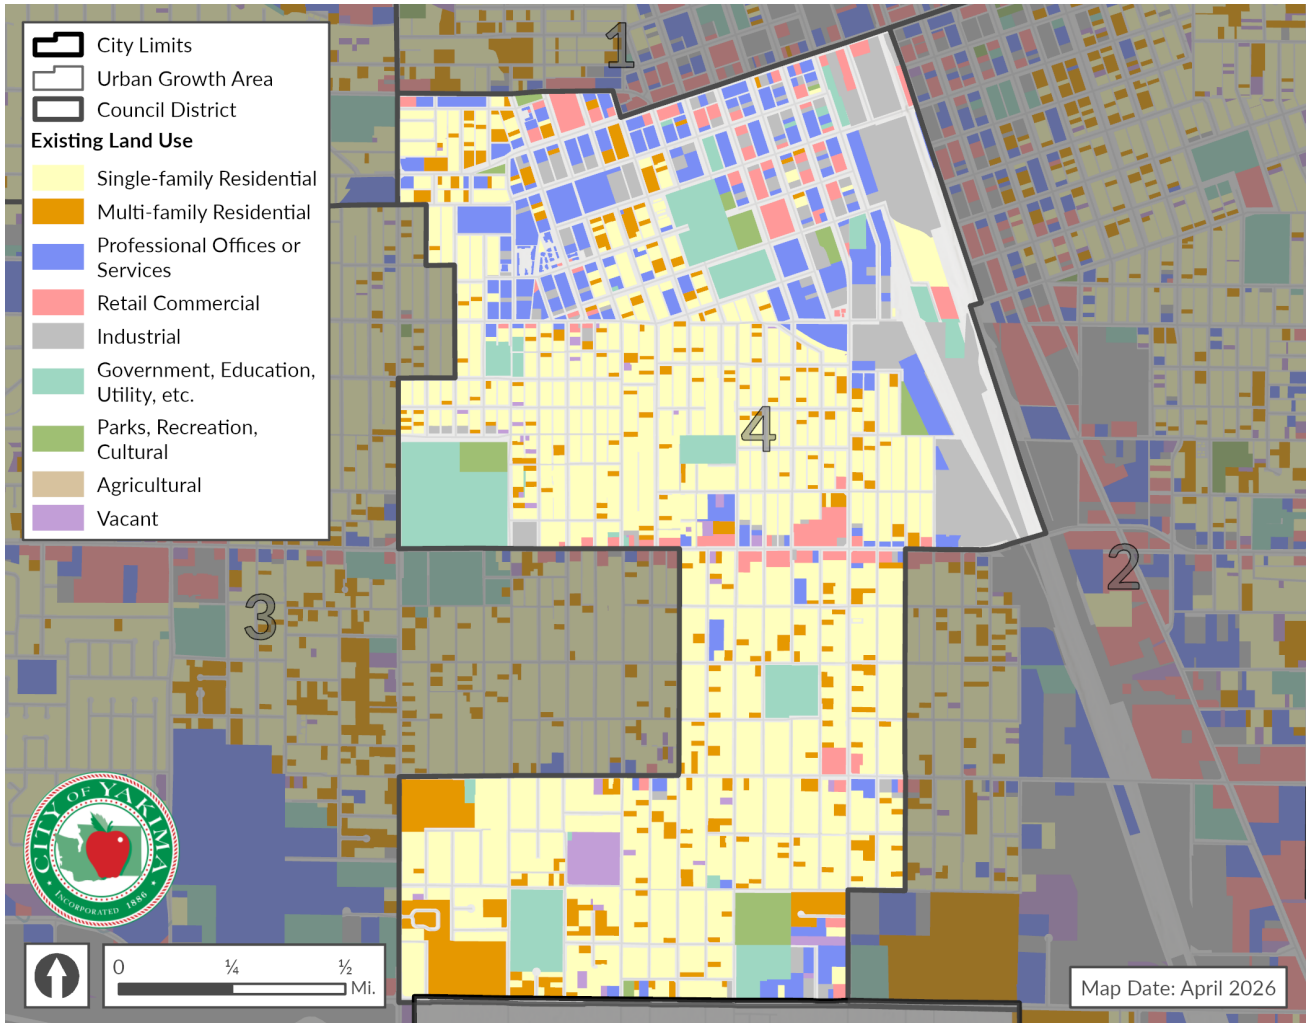 City Limits
Urban Growth Area
Council District
Existing Land Use
Single-family Residential
Multi-family Residential
Professional Offices or
Services
Retail Commercial
Industrial
Government, Education,
Utility, etc.
Parks, Recreation,
Cultural
Agricultural
Vacant
1
4
2
3
CITY OF YAKIMA
INCORPORATED 1886
0 ¼ ½
Mi.
Map Date: April 2026